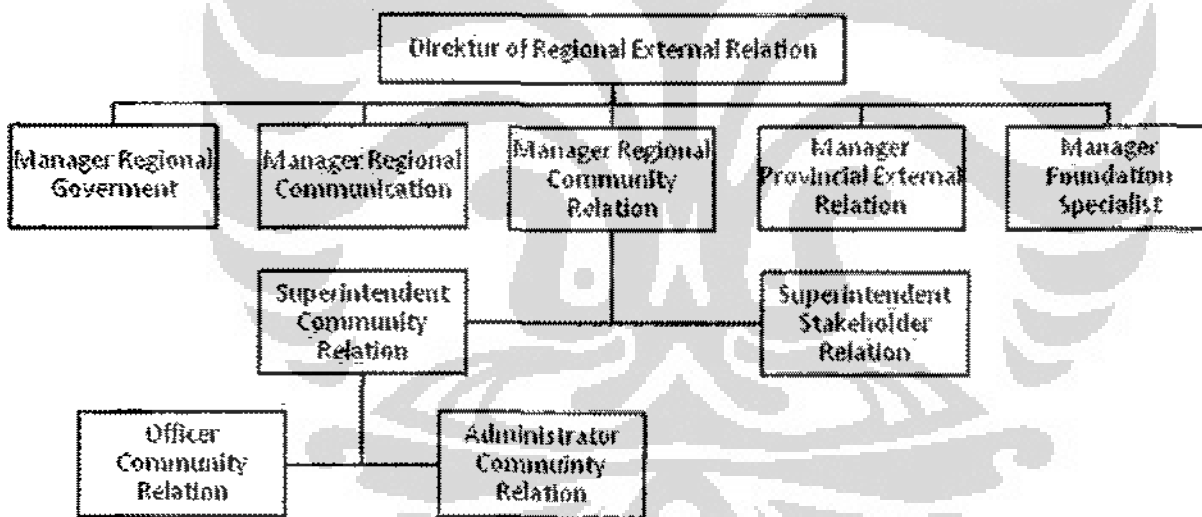 Direktur of Regional External Relation
Manager Regional
Goverment
Manager Regional
Communication
Manager Regional
Community
Relation
Manager
Provincial External
Relation
Manager
Foundation
Specialist
Superintendent
Community
Relation
Superintendent
Stakeholder
Relation
Officer
Community
Relation
Administrator
Commuinty
Relation